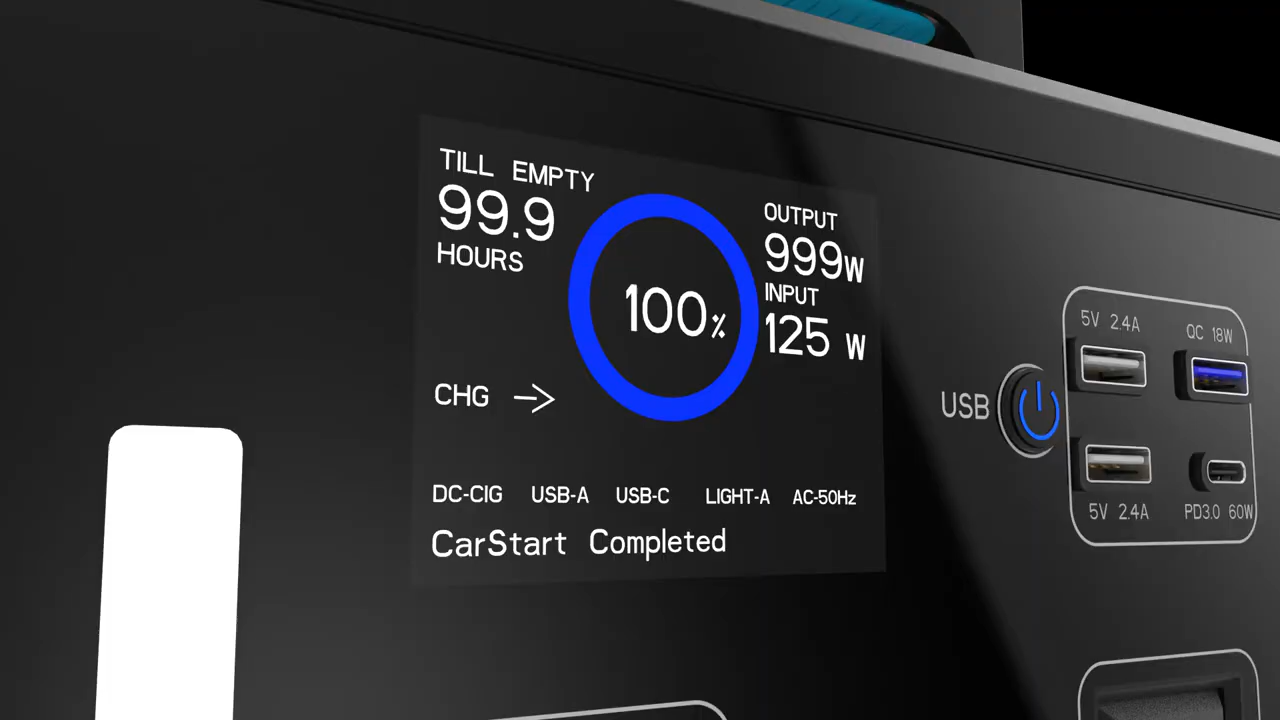 TILL EMPTY
99.9
HOURS
100%
OUTPUT
999W
INPUT
125 W
CHG →
DC-CIG USB-A USB-C LIGHT-A AC-50Hz
CarStart Completed
USB
5V 2.4A
QC 18W
5V 2.4A
PD3.0 60W